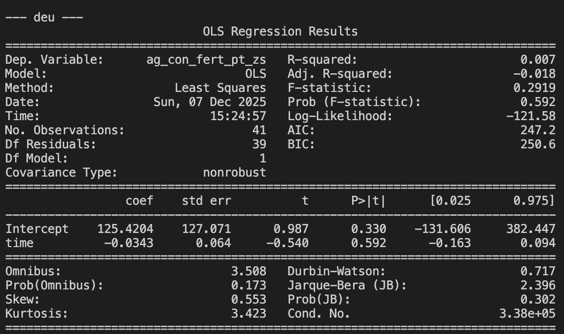 --- deu ---
                            OLS Regression Results
==============================================================================
Dep. Variable:      ag_con_fert_pt_zs   R-squared:                       0.007
Model:                            OLS   Adj. R-squared:                 -0.018
Method:                 Least Squares   F-statistic:                    0.2919
Date:                Sun, 07 Dec 2025   Prob (F-statistic):              0.592
Time:                        15:24:57   Log-Likelihood:                -121.58
No. Observations:                  41   AIC:                             247.2
Df Residuals:                      39   BIC:                             250.6
Df Model:                           1
Covariance Type:            nonrobust
==============================================================================
                 coef    std err          t      P>|t|      [0.025      0.975]
------------------------------------------------------------------------------
Intercept    125.4204    127.071      0.987      0.330    -131.606     382.447
time          -0.0343      0.064     -0.540      0.592      -0.163       0.094
==============================================================================
Omnibus:                        3.508   Durbin-Watson:                   0.717
Prob(Omnibus):                  0.173   Jarque-Bera (JB):                2.396
Skew:                           0.553   Prob(JB):                        0.302
Kurtosis:                       3.423   Cond. No.                     3.38e+05
==============================================================================